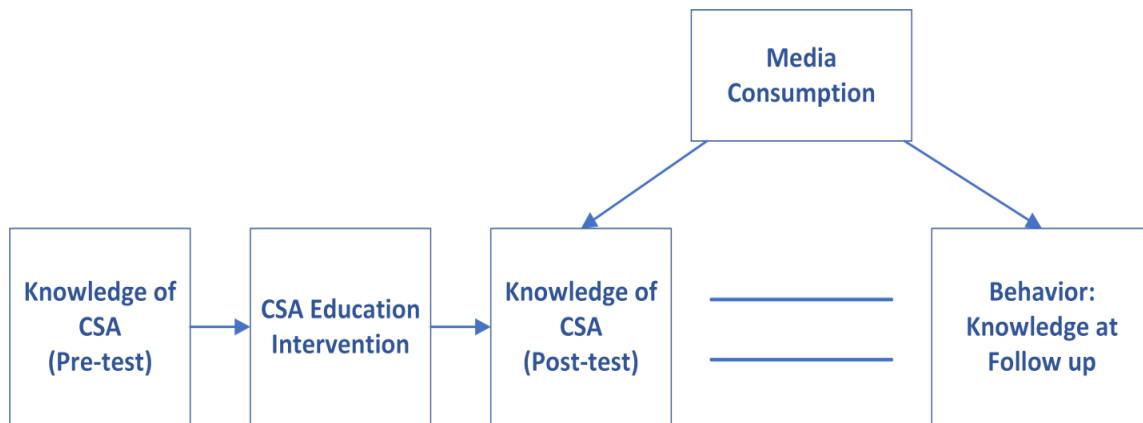 Media
Consumption
Knowledge of
CSA
(Pre-test)
CSA Education
Intervention
Knowledge of
CSA
(Post-test)
Behavior:
Knowledge at
Follow up